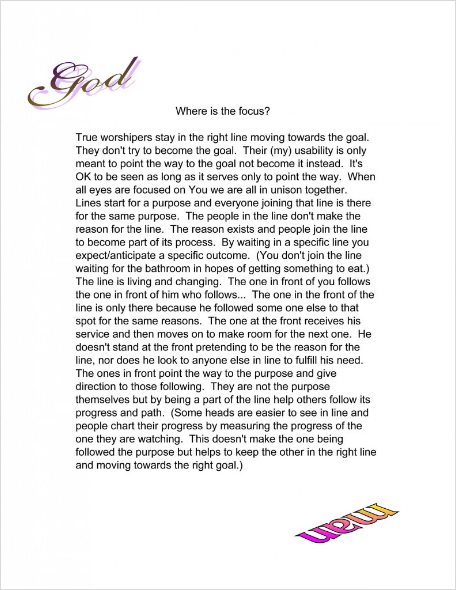 God
Where is the focus?
True worshipers stay in the right line moving towards the goal.
They don't try to become the goal.  Their (my) usability is only
meant to point the way to the goal not become it instead.  It's
OK to be seen as long as it serves only to point the way.  When
all eyes are focused on You we are all in unison together.
Lines start for a purpose and everyone joining that line is there
for the same purpose.  The people in the line don't make the
reason for the line.  The reason exists and people join the line
to become part of its process.  By waiting in a specific line you
expect/anticipate a specific outcome.  (You don't join the line
waiting for the bathroom in hopes of getting something to eat.)
The line is living and changing.  The one in front of you follows
the one in front of him who follows...  The one in the front of the
line is only there because he followed some one else to that
spot for the same reasons.  The one at the front receives his
service and then moves on to make room for the next one.  He
doesn't stand at the front pretending to be the reason for the
line, nor does he look to anyone else in line to fulfill his need.
The ones in front point the way to the purpose and give
direction to those following.  They are not the purpose
themselves but by being a part of the line help others follow its
progress and path.  (Some heads are easier to see in line and
people chart their progress by measuring the progress of the
one they are watching.  This doesn't make the one being
followed the purpose but helps to keep the other in the right line
and moving towards the right goal.)
man